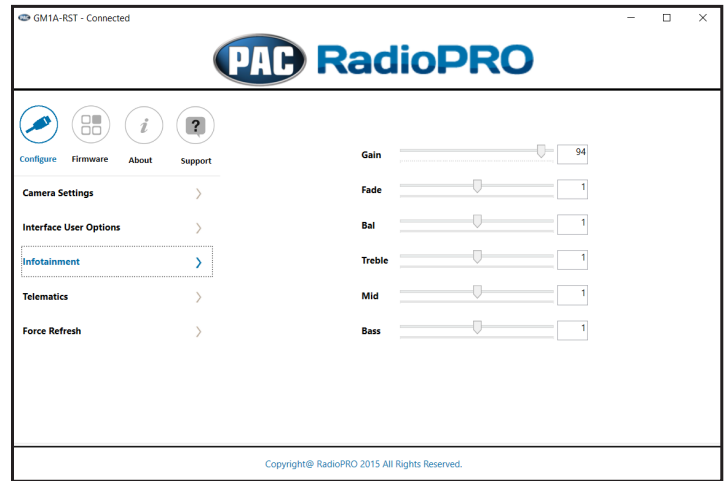 GM1A-RST - Connected
PAC RadioPRO
Configure Firmware About Support
Camera Settings
Interface User Options
Infotainment
Telematics
Force Refresh
Gain 94
Fade 1
Bal 1
Treble 1
Mid 1
Bass 1
Copyright@ RadioPRO 2015 All Rights Reserved.